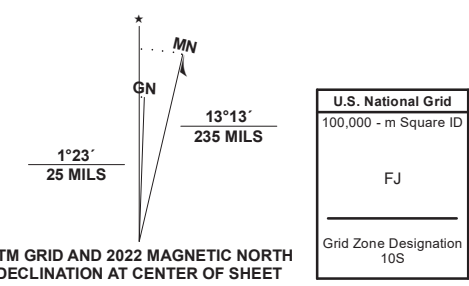 ★
MN
GN
1°23´
25 MILS
13°13´
235 MILS
TM GRID AND 2022 MAGNETIC NORTH
DECLINATION AT CENTER OF SHEET
U.S. National Grid
100,000 - m Square ID
FJ
Grid Zone Designation
10S